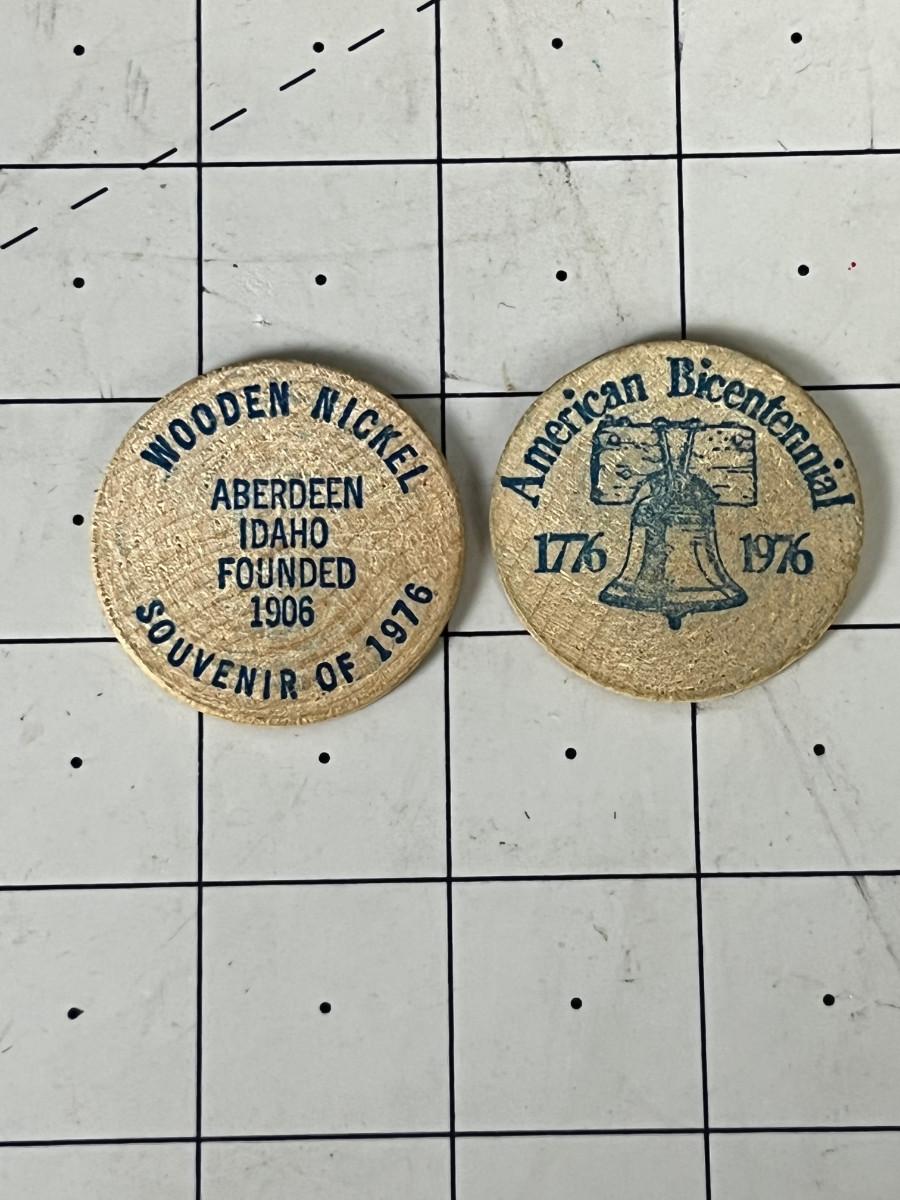 WOODEN NICKEL
ABERDEEN
IDAHO
FOUNDED
1906
SOUVENIR OF 1976
American Bicentennial
1776 1976